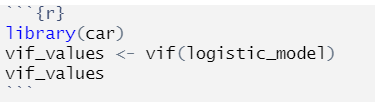 ```{r}
library(car)
vif_values <- vif(logistic_model)
vif_values
```